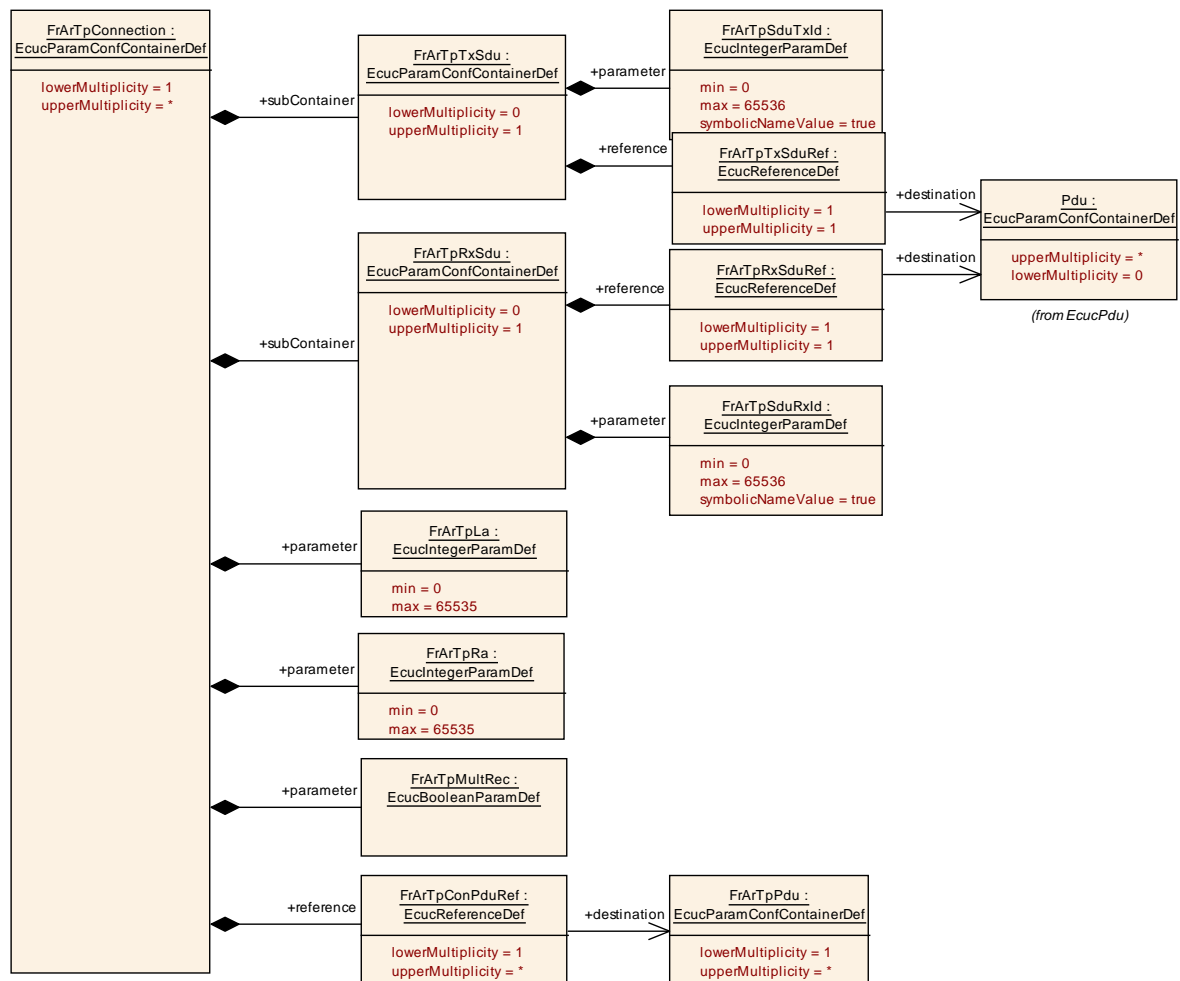 FrArTpConnection :
EcucParamConfContainerDef
lowerMultiplicity = 1
upperMultiplicity = *
+subContainer
FrArTpTxSdu :
EcucParamConfContainerDef
lowerMultiplicity = 0
upperMultiplicity = 1
+parameter
FrArTpSduTxId :
EcucIntegerParamDef
min = 0
max = 65536
symbolicNameValue = true
+reference
FrArTpTxSduRef :
EcucReferenceDef
lowerMultiplicity = 1
upperMultiplicity = 1
+destination
Pdu :
EcucParamConfContainerDef
upperMultiplicity = *
lowerMultiplicity = 0
(from EcucPdu)
+subContainer
FrArTpRxSdu :
EcucParamConfContainerDef
lowerMultiplicity = 0
upperMultiplicity = 1
+reference
FrArTpRxSduRef :
EcucReferenceDef
lowerMultiplicity = 1
upperMultiplicity = 1
+destination
+parameter
FrArTpSduRxId :
EcucIntegerParamDef
min = 0
max = 65536
symbolicNameValue = true
+parameter
FrArTpLa :
EcucIntegerParamDef
min = 0
max = 65535
+parameter
FrArTpRa :
EcucIntegerParamDef
min = 0
max = 65535
+parameter
FrArTpMultRec :
EcucBooleanParamDef
+reference
FrArTpConPduRef :
EcucReferenceDef
lowerMultiplicity = 1
upperMultiplicity = *
+destination
FrArTpPdu :
EcucParamConfContainerDef
lowerMultiplicity = 1
upperMultiplicity = *